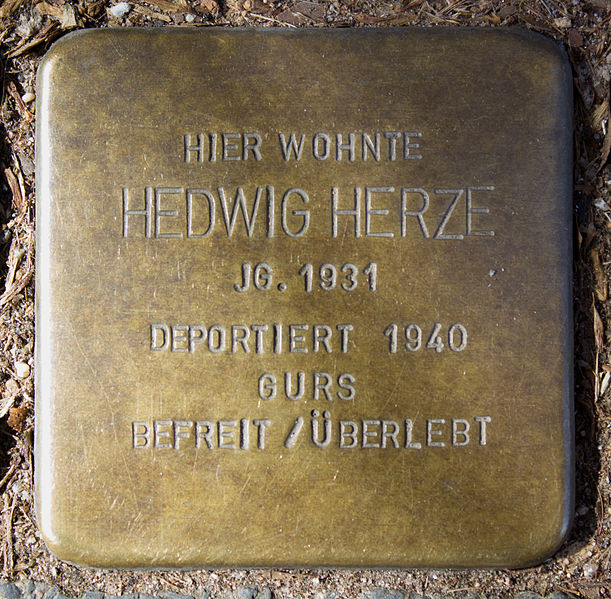 HIER WOHNTE
HEDWIG HERZE
JG. 1931
DEPORTIERT 1940
GURS
BEFREIT / ÜBERLEBT